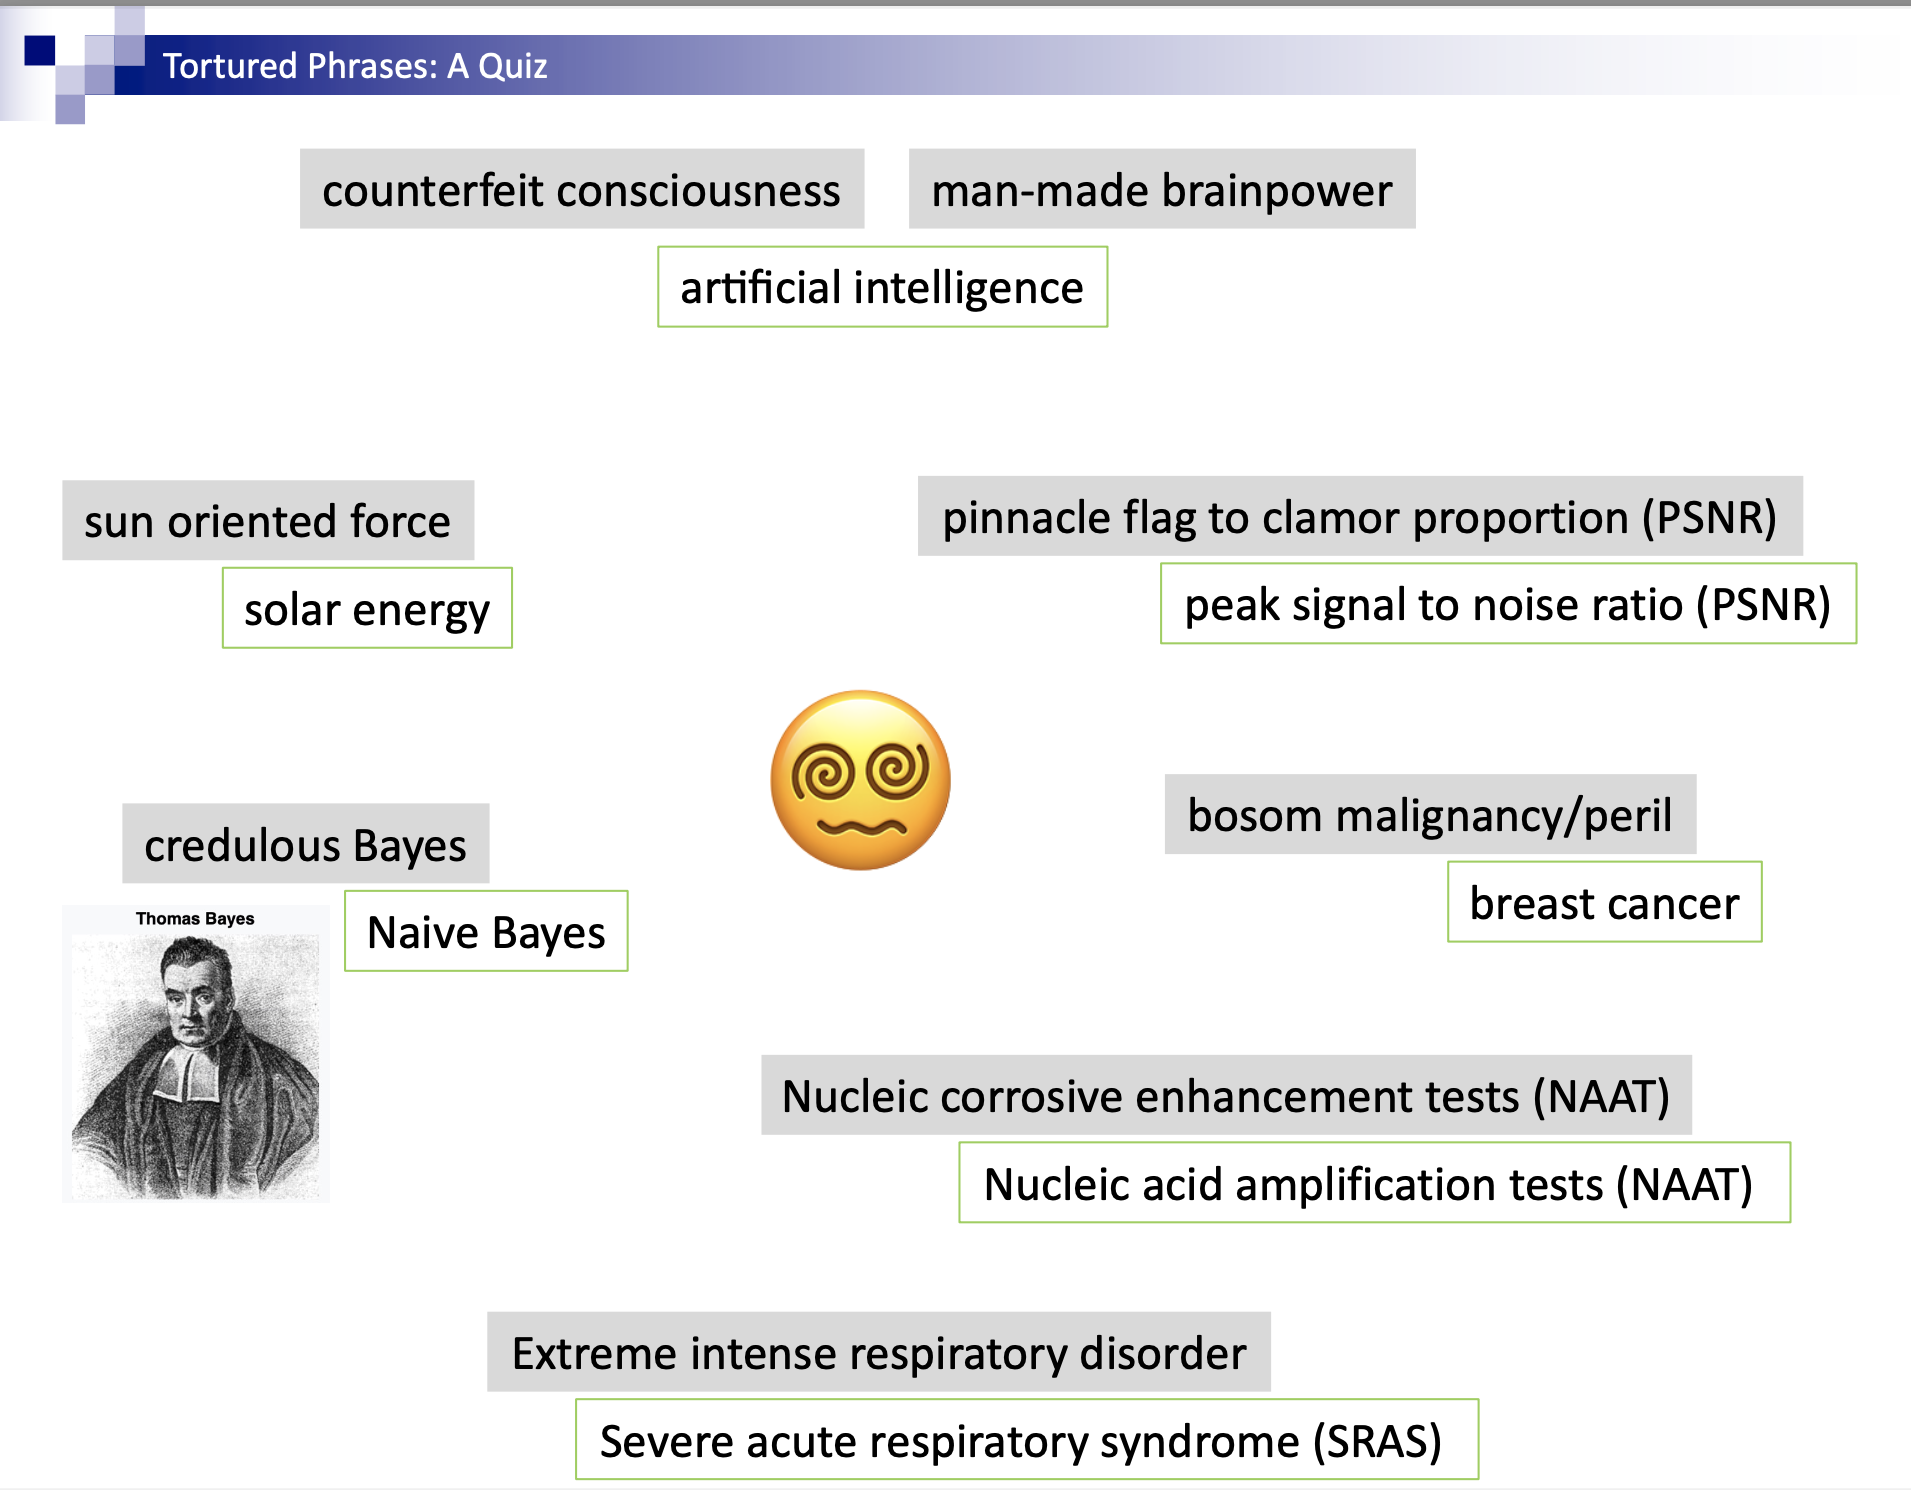 Tortured Phrases: A Quiz
counterfeit consciousness
man-made brainpower
artificial intelligence
sun oriented force
solar energy
pinnacle flag to clamor proportion (PSNR)
peak signal to noise ratio (PSNR)
credulous Bayes
Naive Bayes
Thomas Bayes
bosom malignancy/peril
breast cancer
Nucleic corrosive enhancement tests (NAAT)
Nucleic acid amplification tests (NAAT)
Extreme intense respiratory disorder
Severe acute respiratory syndrome (SRAS)